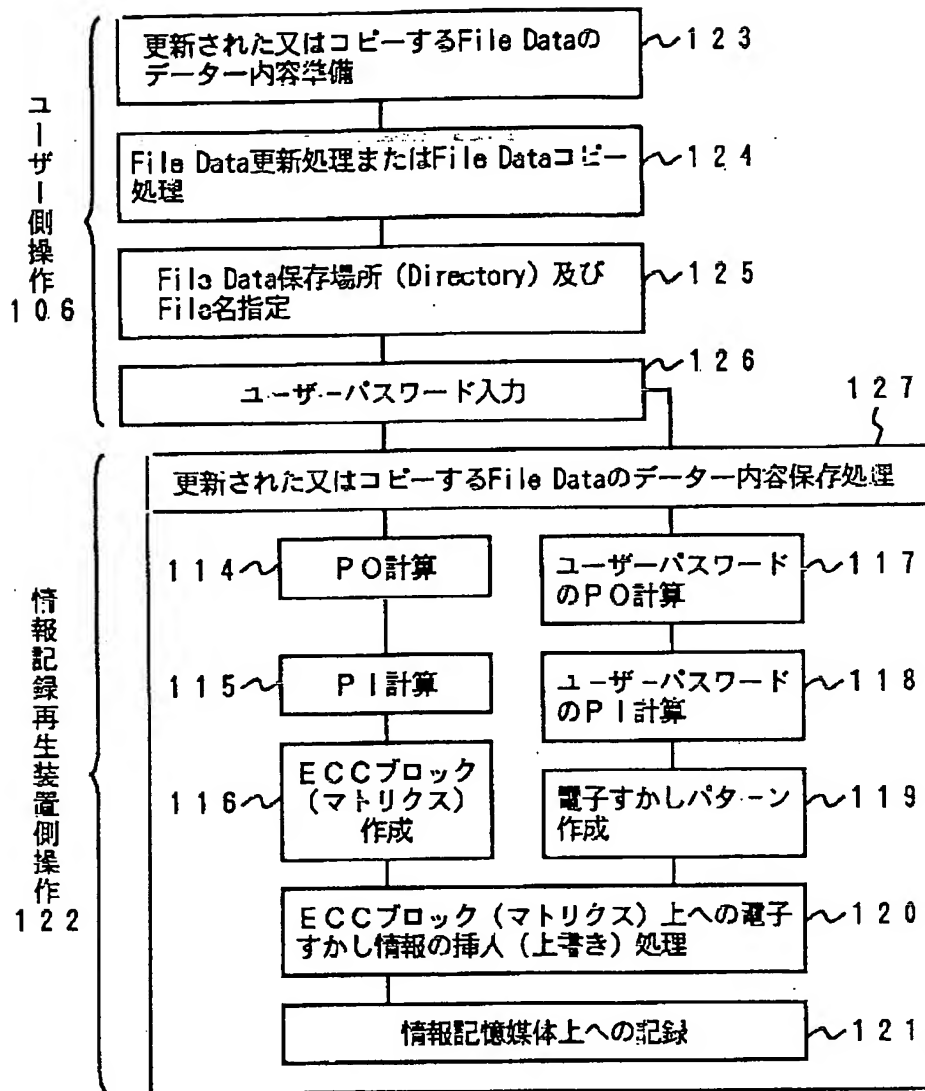 更新された又はコピーするFile Dataの
データー内容準備
~123
File Data更新処理またはFile Dataコピー
処理
~124
File Data保存場所（Directory）及び
File名指定
~125
ユーザーパスワード入力
~126
ユーザー側操作
106
127
更新された又はコピーするFile Dataのデーター内容保存処理
114~
PO計算
ユーザーパスワード
のPO計算
~117
115~
PI計算
ユーザーパスワード
のPI計算
~118
116~
ECCブロック
(マトリクス)
作成
電子すかしパターン
作成
~119
ECCブロック（マトリクス）上への電子
すかし情報の挿入（上書き）処理
~120
情報記憶媒体上への記録
~121
情報記録再生装置側操作
122